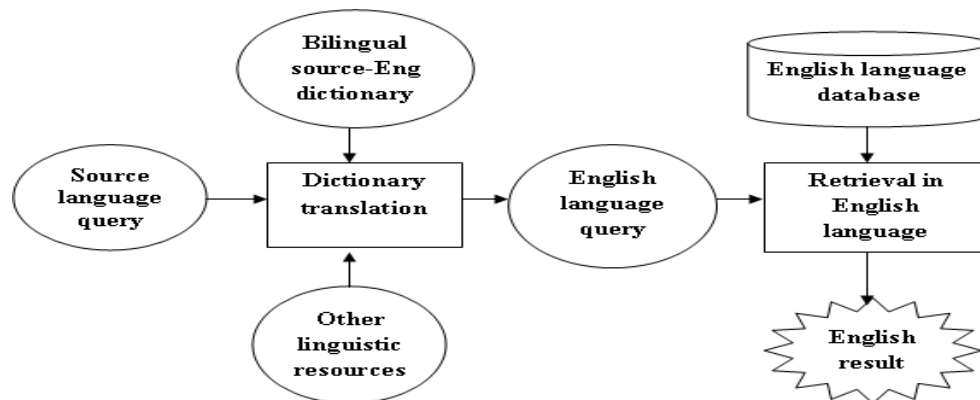 Bilingual
source-Eng
dictionary
English language
database
Source
language
query
Dictionary
translation
English
language
query
Retrieval in
English
language
Other
linguistic
resources
English
result